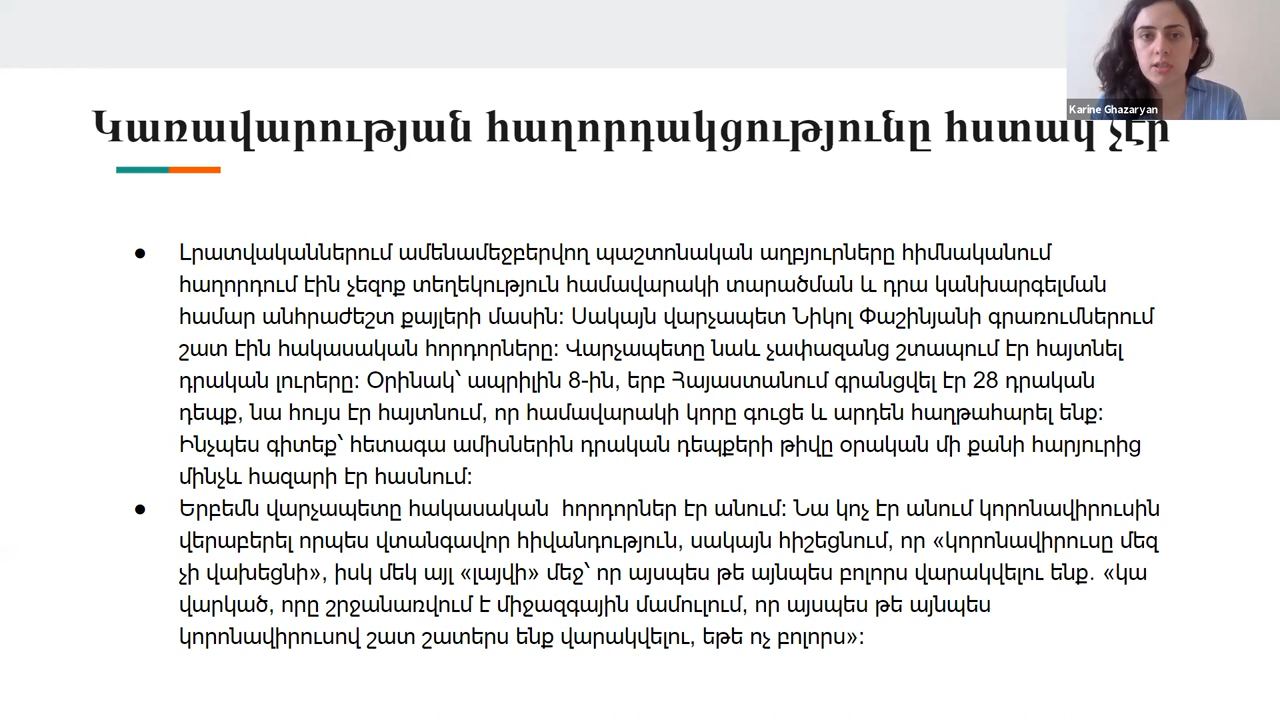 Karine Ghazaryan
Կառավարության հաղորդակցությունը հստակ չէր
● Լրատվականներում ամենամեջբերվող պաշտոնական աղբյուրները հիմնականում
հաղորդում էին չեզոք տեղեկություն համավարակի տարածման և դրա կանխարգելման
համար անհրաժեշտ քայլերի մասին։ Սակայն վարչապետ Նիկոլ Փաշինյանի գրառումներում
շատ էին հակասական հորդորները։ Վարչապետը նաև չափազանց շտապում էր հայտնել
դրական լուրերը։ Օրինակ՝ ապրիլին 8-ին, երբ Հայաստանում գրանցվել էր 28 դրական
դեպք, նա հույս էր հայտնում, որ համավարակի կորը գուցե և արդեն հաղթահարել ենք։
Ինչպես գիտեք՝ հետագա ամիսներին դրական դեպքերի թիվը օրական մի քանի հարյուրից
մինչև հազարի էր հասնում։
● Երբեմն վարչապետը հակասական  հորդորներ էր անում։ Նա կոչ էր անում կորոնավիրուսին
վերաբերել որպես վտանգավոր հիվանդություն, սակայն հիշեցնում, որ «կորոնավիրուսը մեզ
չի վախեցնի», իսկ մեկ այլ «լայվի» մեջ՝ որ այսպես թե այնպես բոլորս վարակվելու ենք. «կա
վարկած, որը շրջանառվում է միջազգային մամուլում, որ այսպես թե այնպես
կորոնավիրուսով շատ շատերս ենք վարակվելու, եթե ոչ բոլորս»։